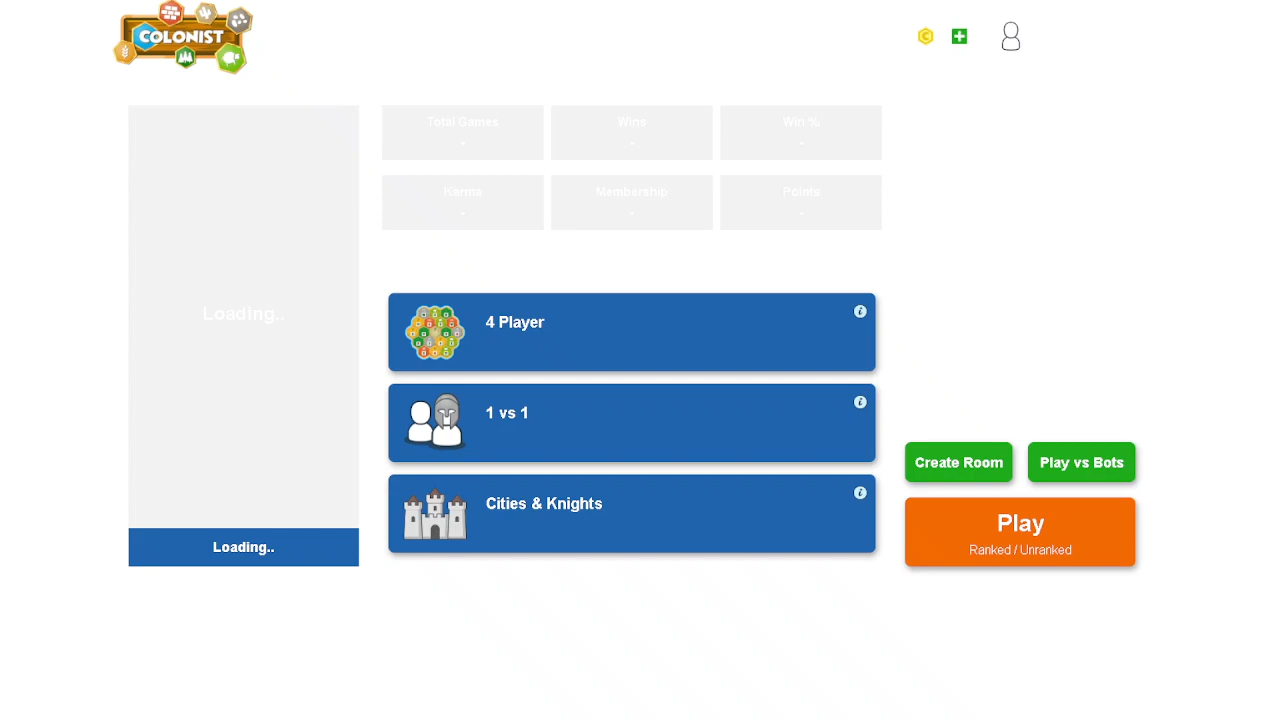 COLONIST
Total Games
-
Wins
-
Win %
-
Karma
-
Membership
-
Points
-
Loading..
Loading..
4 Player
1 vs 1
Cities & Knights
Create Room
Play vs Bots
Play
Ranked / Unranked